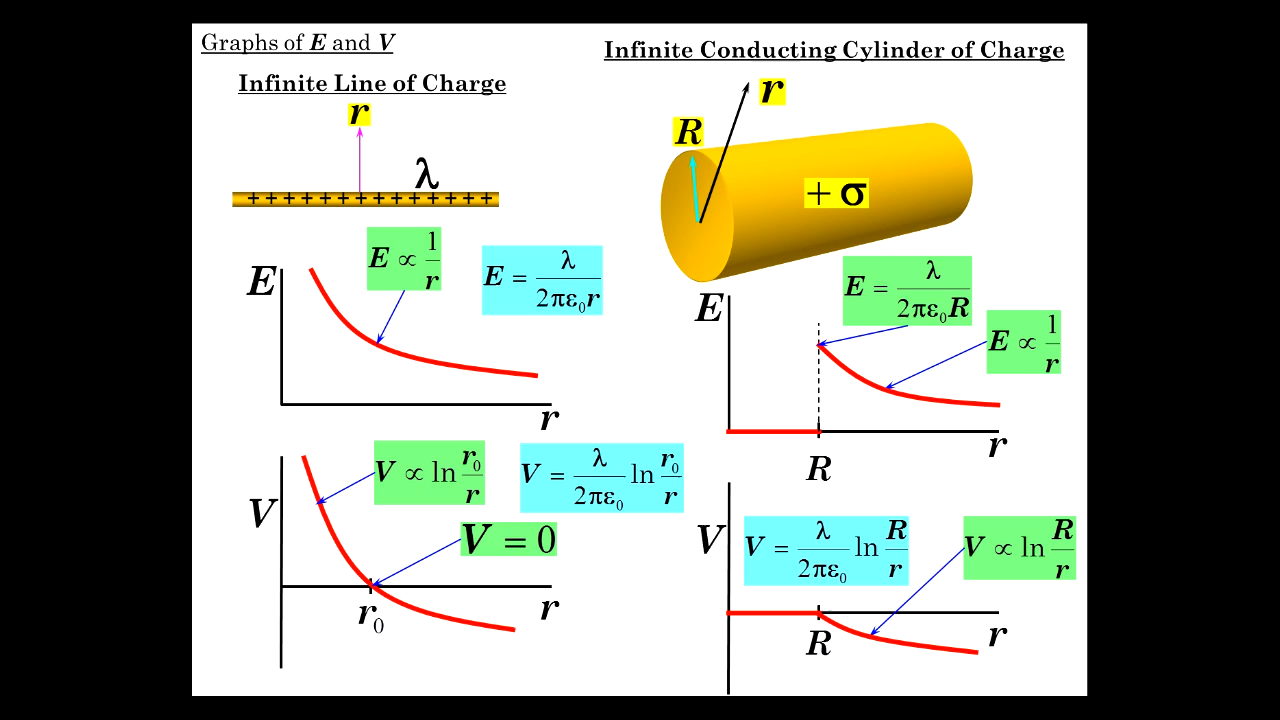 Graphs of E and V
Infinite Line of Charge
r
λ
+ + + + + + + + + + + + + +
E ∝ 1/r
E = λ/2πε₀r
E
r
V ∝ ln r₀/r
V = λ/2πε₀ ln r₀/r
V
V = 0
r₀
r
Infinite Conducting Cylinder of Charge
r
R
+ σ
E = λ/2πε₀R
E
E ∝ 1/r
R
r
V
V = λ/2πε₀ ln R/r
V ∝ ln R/r
R
r